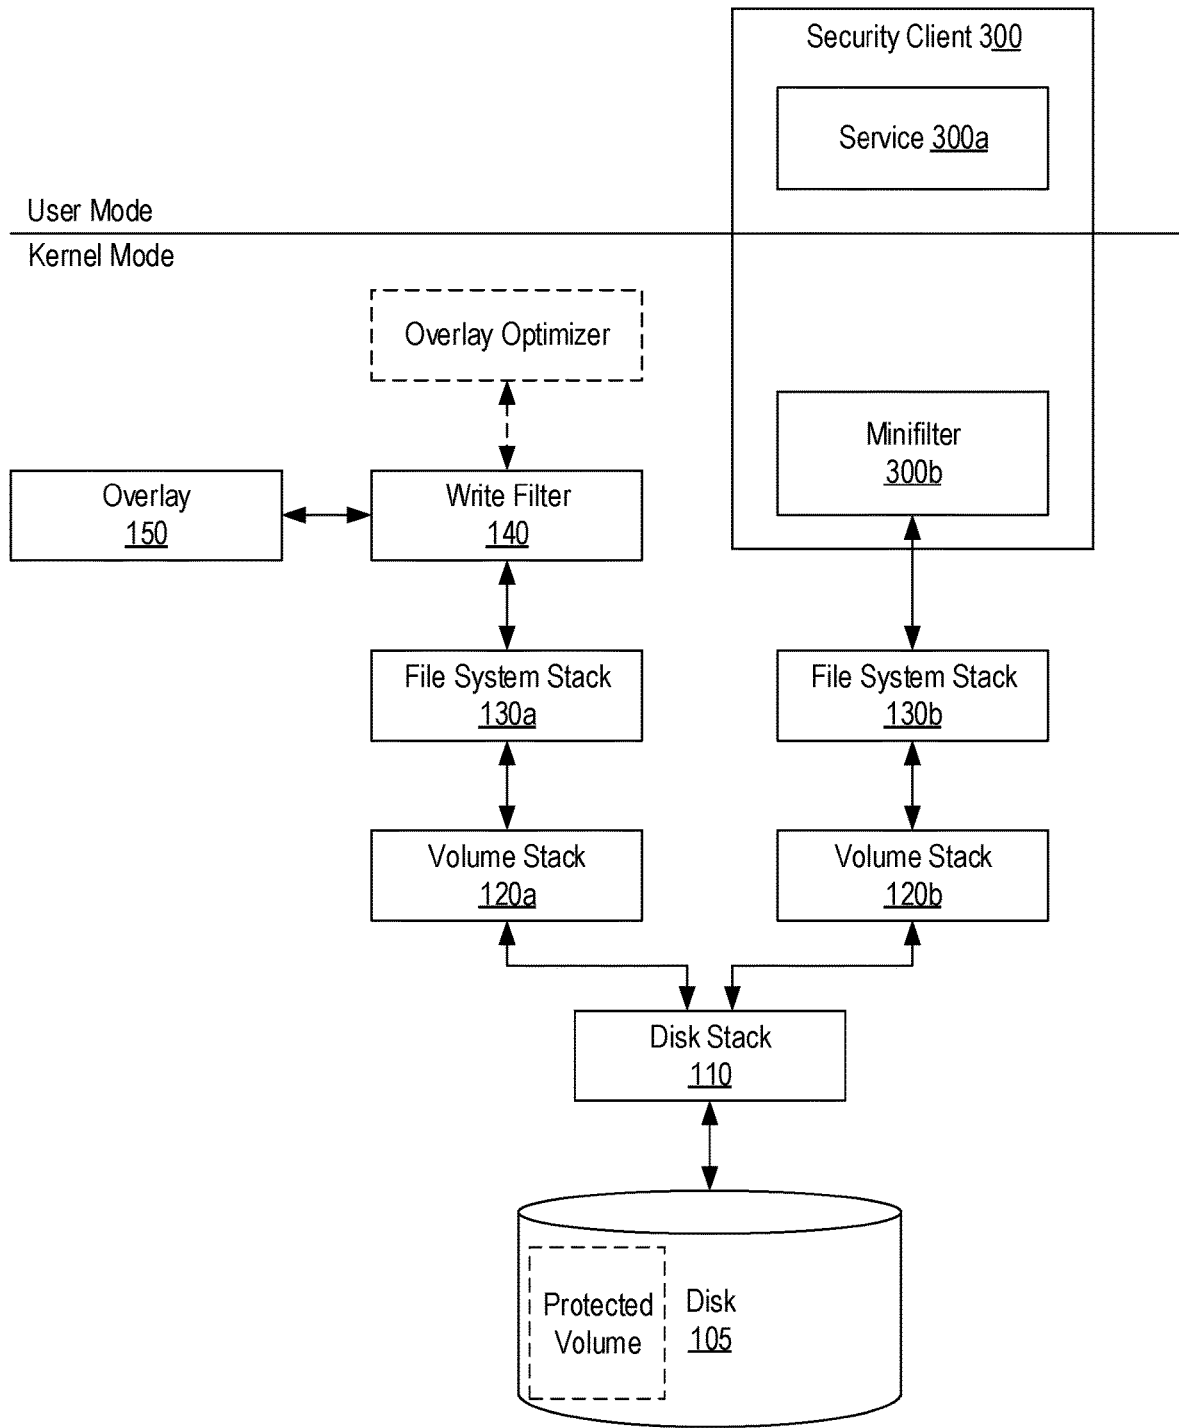 Security Client 300
Service 300a
User Mode
Kernel Mode
Overlay Optimizer
Minifilter
300b
Overlay
150
Write Filter
140
File System Stack
130a
File System Stack
130b
Volume Stack
120a
Volume Stack
120b
Disk Stack
110
Protected
Volume
Disk
105